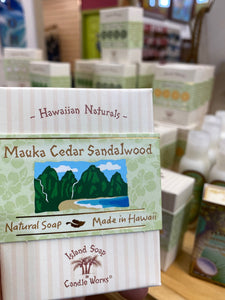 ~ Hawaiian Naturals ~
Mauka Cedar Sandalwood
Natural Soap Made in Hawaii
Island Soap
&
Candle Works®